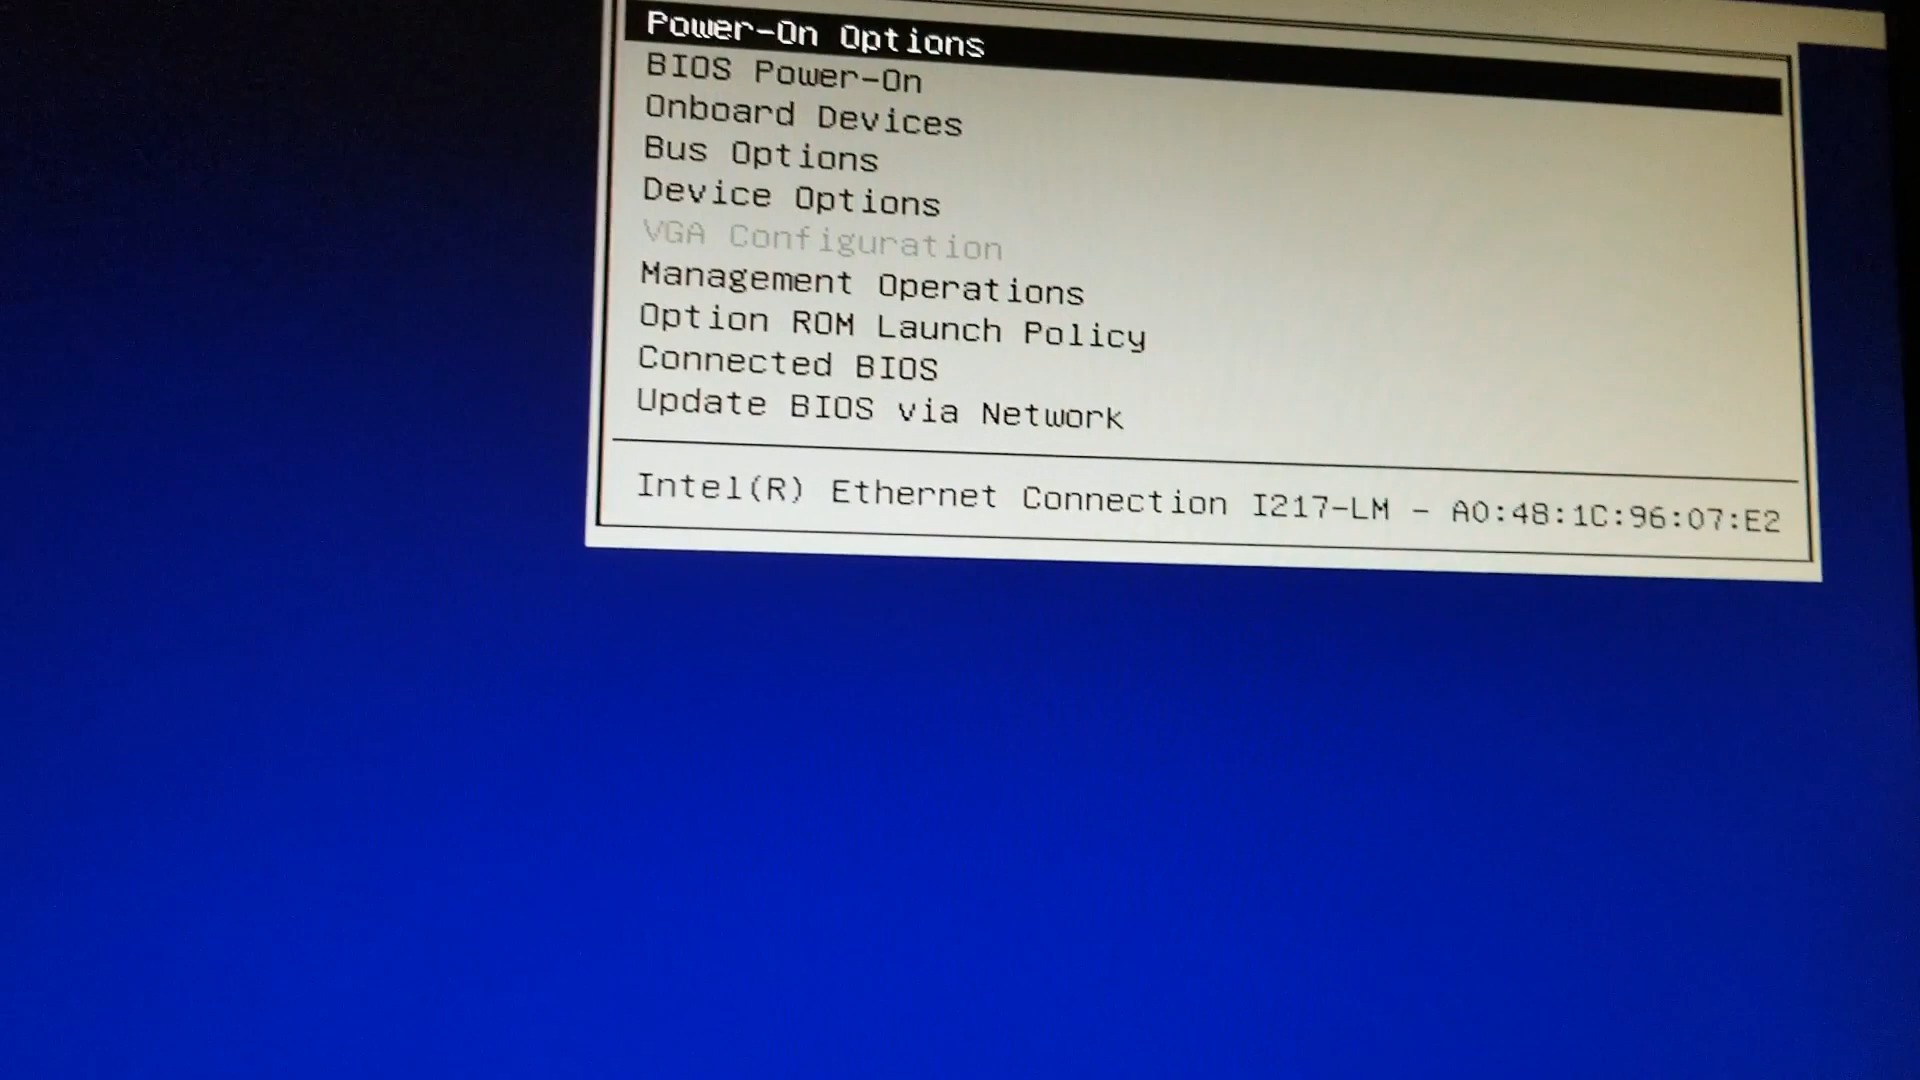 Power-On Options
BIOS Power-On
Onboard Devices
Bus Options
Device Options
VGA Configuration
Management Operations
Option ROM Launch Policy
Connected BIOS
Update BIOS via Network
Intel(R) Ethernet Connection I217-LM - A0:48:1C:96:07:E2